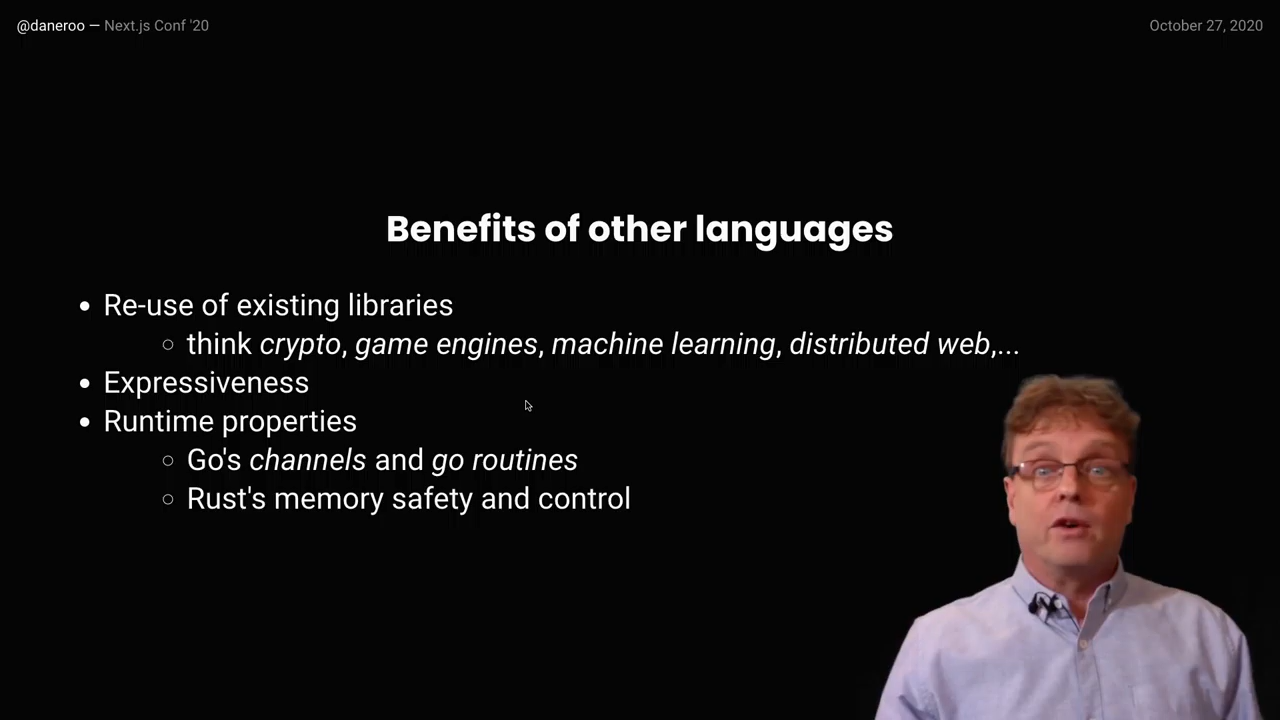 @daneroo — Next.js Conf '20
October 27, 2020
Benefits of other languages
• Re-use of existing libraries
○ think crypto, game engines, machine learning, distributed web,...
• Expressiveness
• Runtime properties
○ Go's channels and go routines
○ Rust's memory safety and control